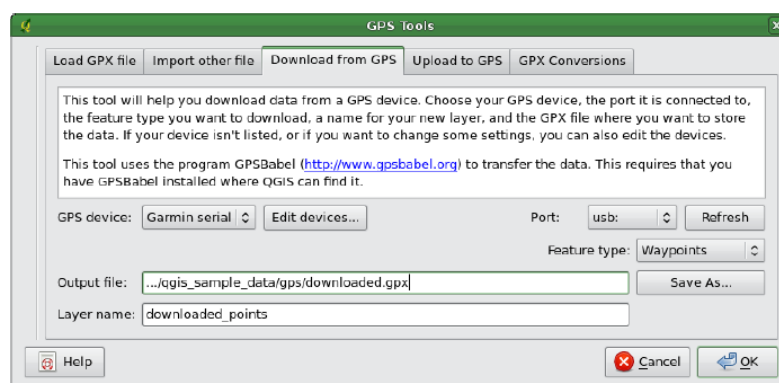 GPS Tools
Load GPX file Import other file Download from GPS Upload to GPS GPX Conversions
This tool will help you download data from a GPS device. Choose your GPS device, the port it is connected to,
the feature type you want to download, a name for your new layer, and the GPX file where you want to store
the data. If your device isn't listed, or if you want to change some settings, you can also edit the devices.
This tool uses the program GPSBabel (http://www.gpsbabel.org) to transfer the data. This requires that you
have GPSBabel installed where QGIS can find it.
GPS device: Garmin serial Edit devices... Port: usb: Refresh
Feature type: Waypoints
Output file: .../qgis_sample_data/gps/downloaded.gpx Save As...
Layer name: downloaded_points
Help Cancel OK